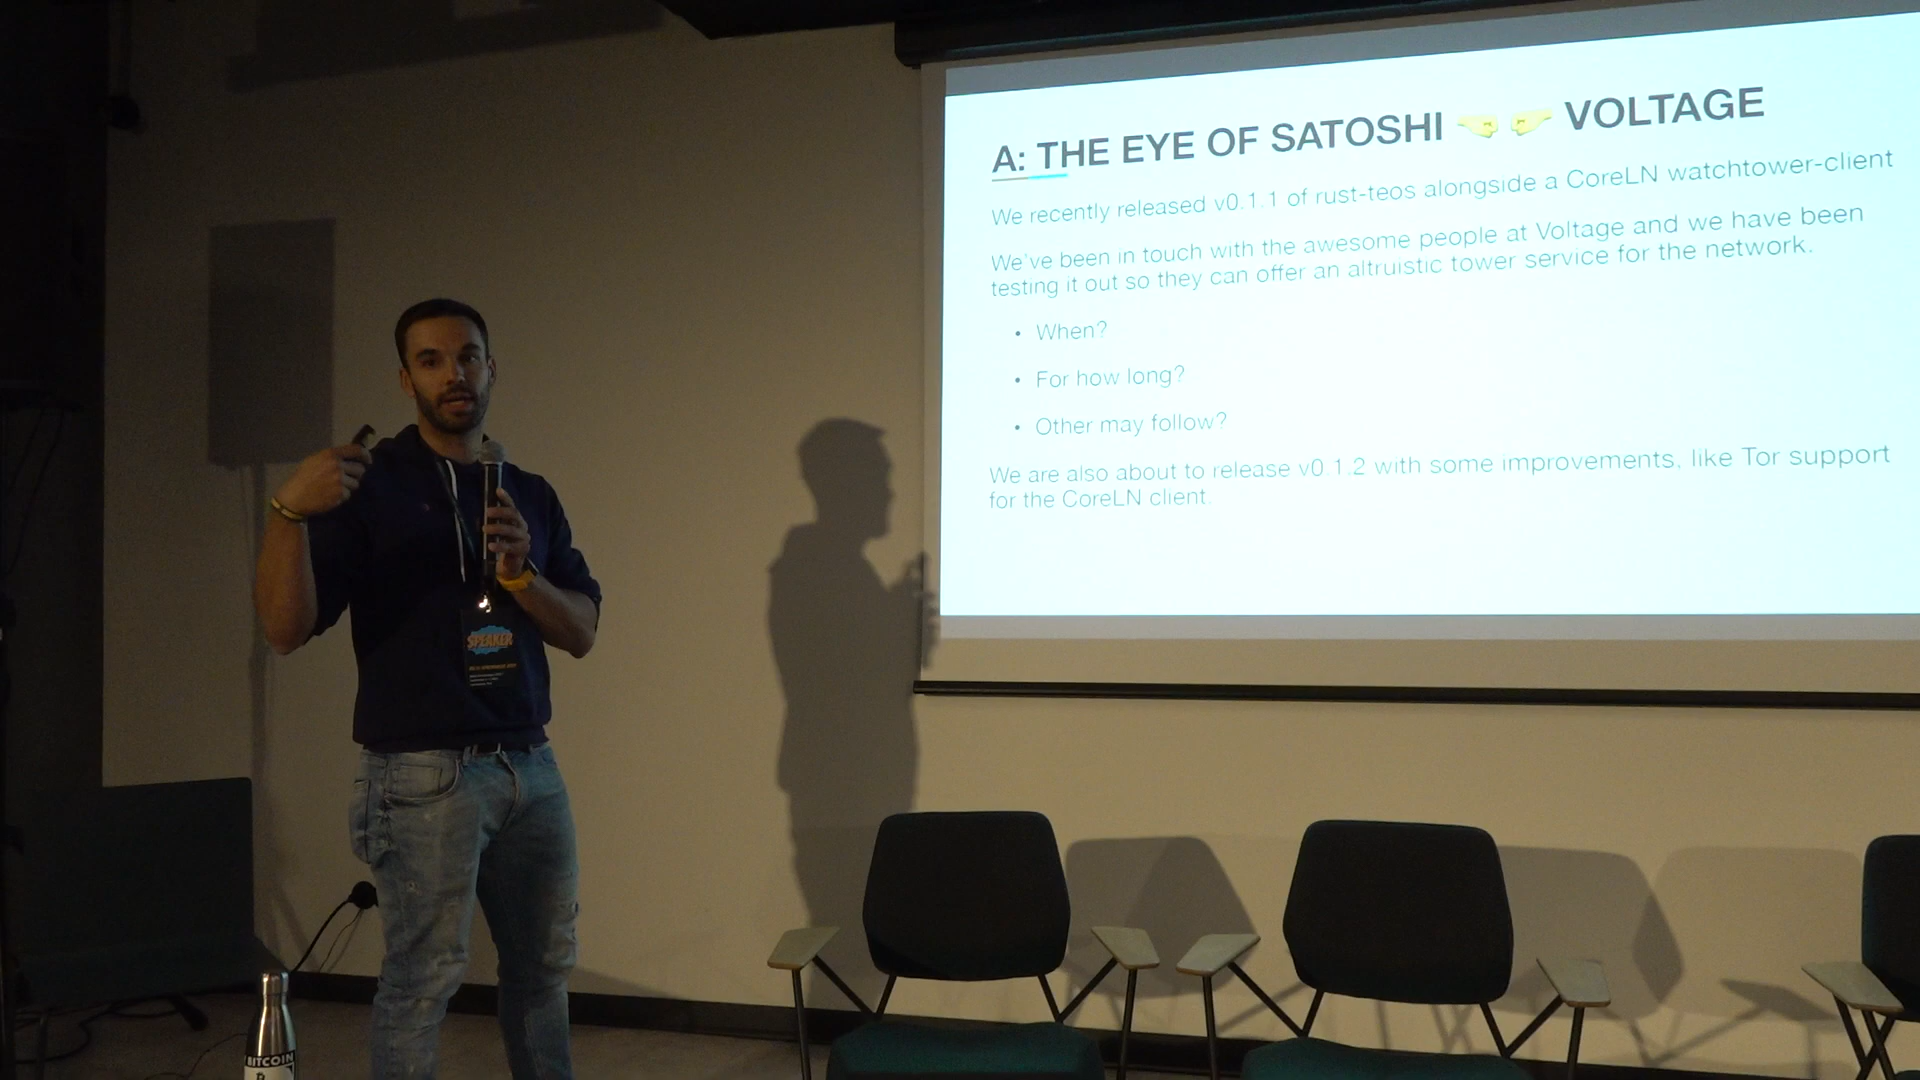 A: THE EYE OF SATOSHI 🤜 🤛 VOLTAGE
We recently released v0.1.1 of rust-teos alongside a CoreLN watchtower-client
We've been in touch with the awesome people at Voltage and we have been
testing it out so they can offer an altruistic tower service for the network.
• When?
• For how long?
• Other may follow?
We are also about to release v0.1.2 with some improvements, like Tor support
for the CoreLN client.
SPEAKER
BITCOIN